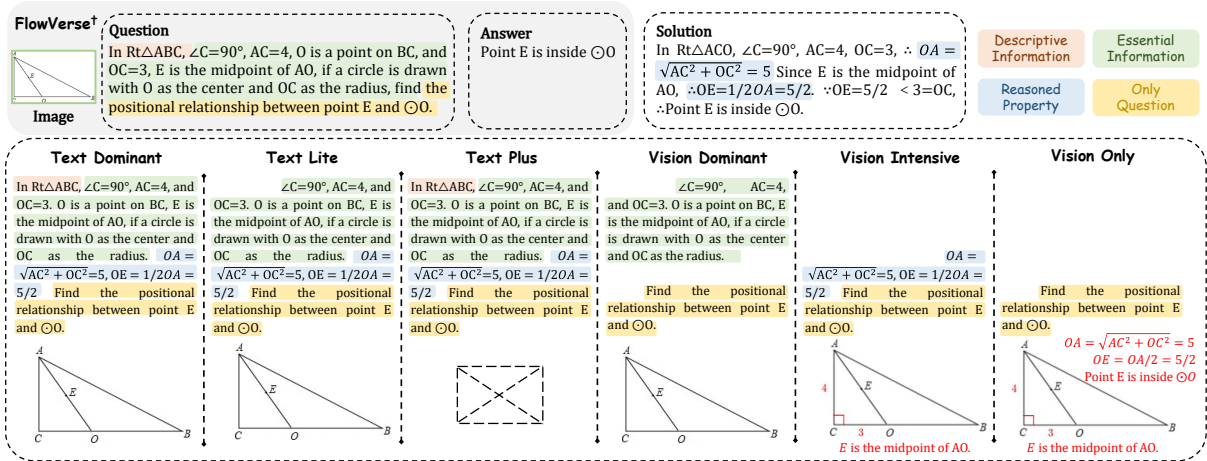 FlowVerse†
Image
Question
In Rt△ABC, ∠C=90°, AC=4, O is a point on BC, and
OC=3, E is the midpoint of AO, if a circle is drawn
with O as the center and OC as the radius, find the
positional relationship between point E and ⊙O.
Answer
Point E is inside ⊙O
Solution
In Rt△ACO, ∠C=90°, AC=4, OC=3, ∴ OA =
√AC² + OC² = 5 Since E is the midpoint of
AO, ∴OE=1/2OA=5/2. ∵OE=5/2 < 3=OC,
∴Point E is inside ⊙O.
Descriptive
Information
Essential
Information
Reasoned
Property
Only
Question
A
E
C
O
B
Text Dominant
In Rt△ABC, ∠C=90°, AC=4, and
OC=3. O is a point on BC, E is
the midpoint of AO, if a circle is
drawn with O as the center and
OC as the radius. OA =
√AC² + OC²=5, OE = 1/2OA =
5/2 Find the positional
relationship between point E
and ⊙O.
A
E
C
O
B
Text Lite
∠C=90°, AC=4, and
OC=3. O is a point on BC, E is
the midpoint of AO, if a circle is
drawn with O as the center and
OC as the radius. OA =
√AC² + OC²=5, OE = 1/2OA =
5/2 Find the positional
relationship between point E
and ⊙O.
A
E
C
O
B
Text Plus
In Rt△ABC, ∠C=90°, AC=4, and
OC=3. O is a point on BC, E is the
midpoint of AO, if a circle is
drawn with O as the center and
OC as the radius. OA =
√AC² + OC²=5, OE = 1/2OA =
5/2 Find the positional
relationship between point E
and ⊙O.
Vision Dominant
∠C=90°, AC=4,
and OC=3. O is a point on BC, E
is the midpoint of AO, if a circle
is drawn with O as the center
and OC as the radius.
Find the positional
relationship between point E
and ⊙O.
A
E
C
O
B
Vision Intensive
OA =
√AC² + OC²=5, OE = 1/2OA =
5/2 Find the positional
relationship between point E
and ⊙O.
A
4
E
C
3
O
B
E is the midpoint of AO.
Vision Only
Find the positional
relationship between point E
and ⊙O.
OA = √AC² + OC² = 5
OE = OA/2 = 5/2
Point E is inside ⊙O
A
4
E
C
3
O
B
E is the midpoint of AO.